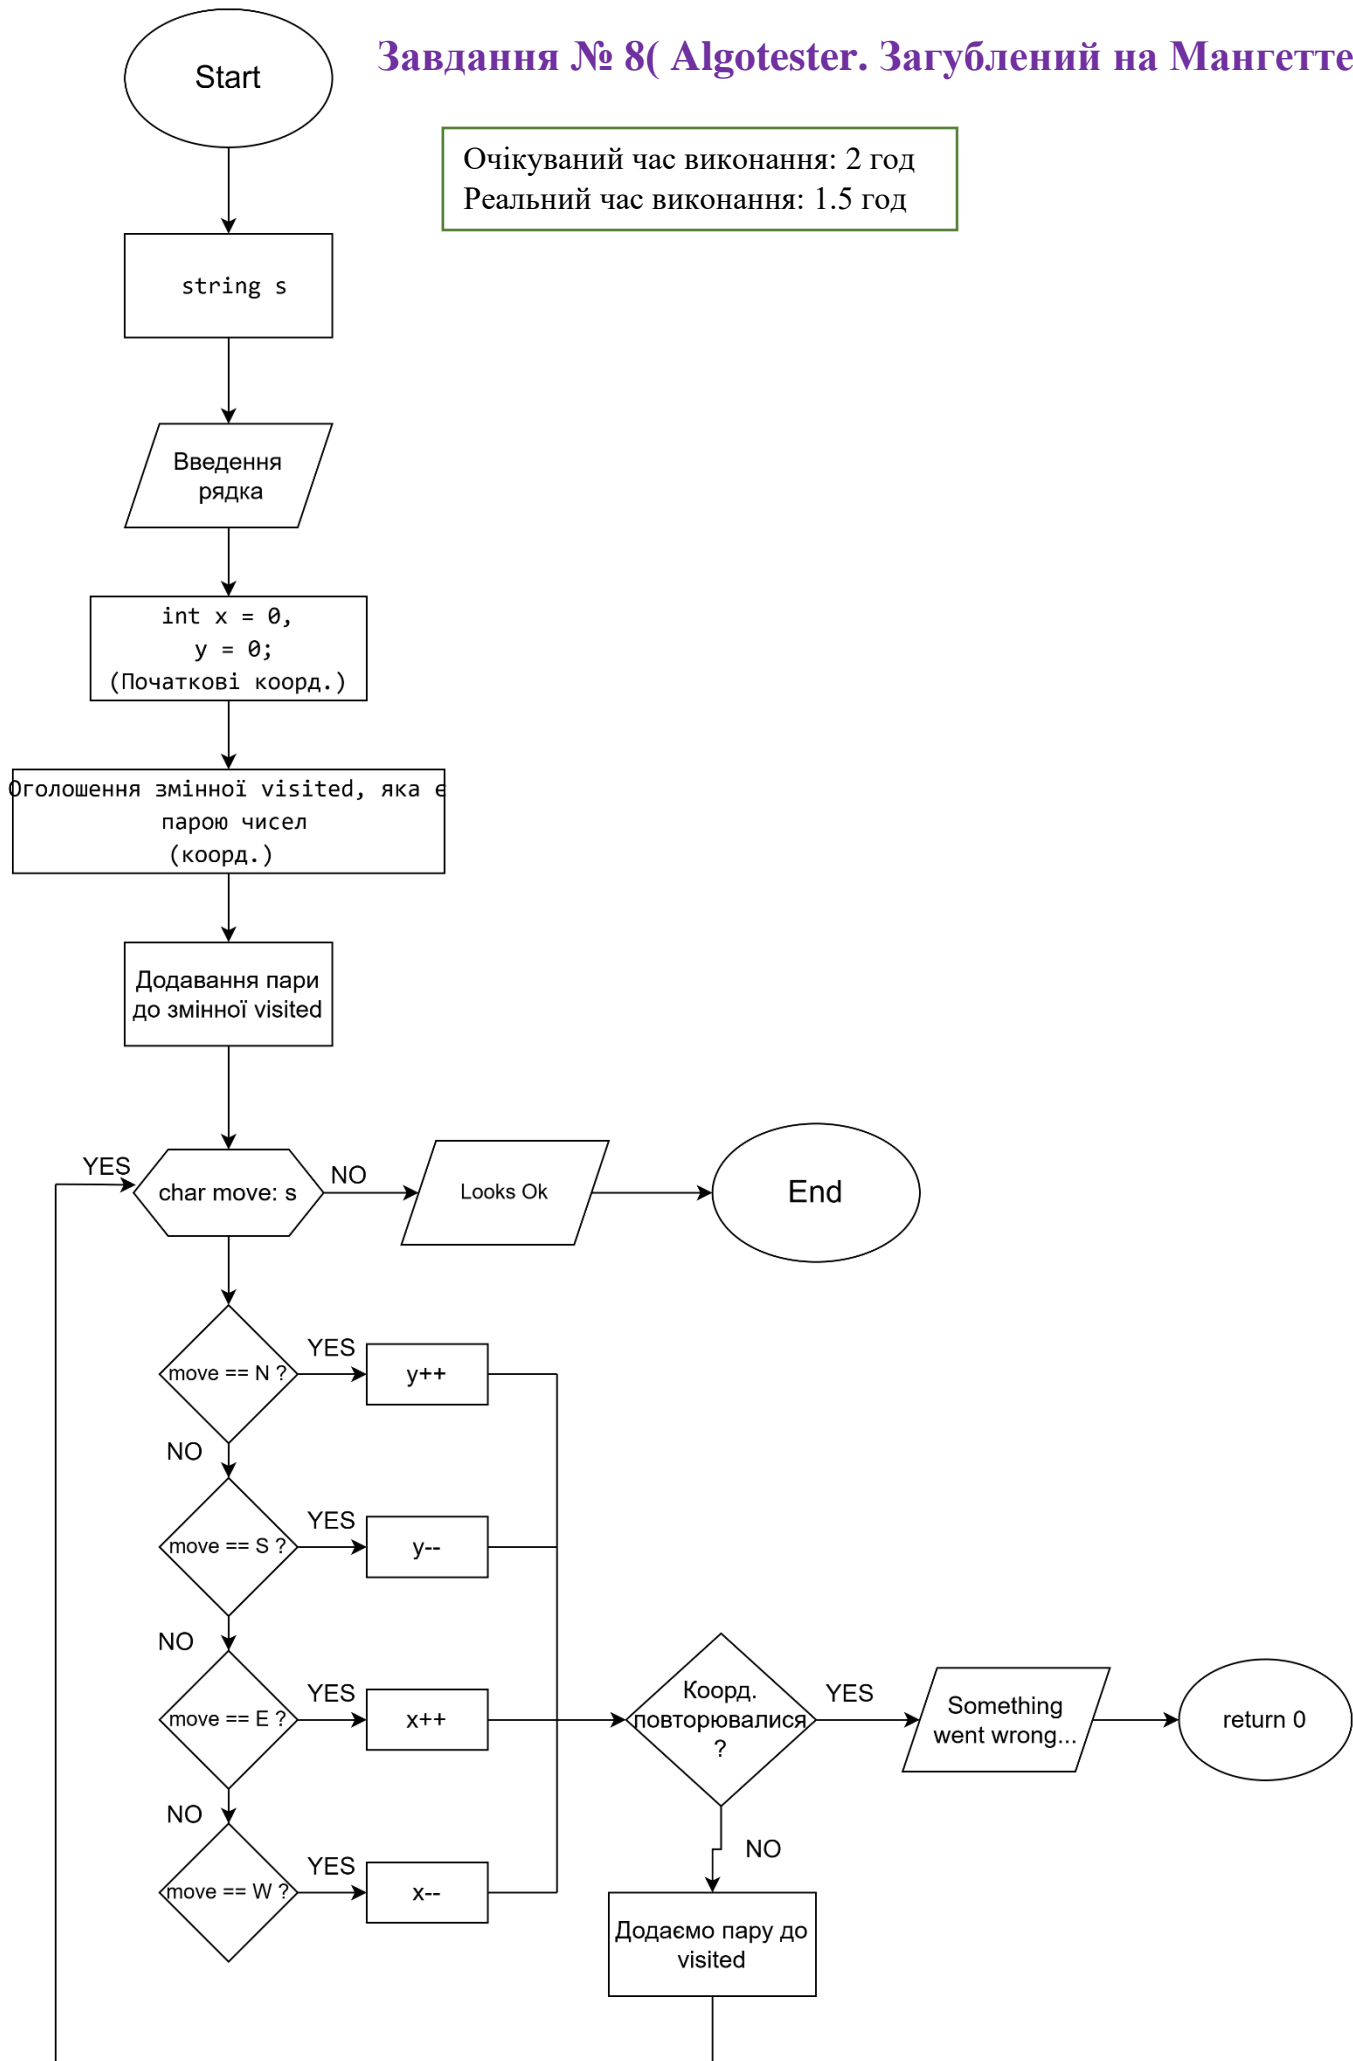 Start
Завдання № 8( Algotester. Загублений на Мангетте
Очікуваний час виконання: 2 год
Реальний час виконання: 1.5 год
string s
Введення
рядка
int x = 0,
y = 0;
(Початкові коорд.)
Оголошення змінної visited, яка є
парою чисел
(коорд.)
Додавання пари
до змінної visited
YES
char move: s
NO
Looks Ok
End
move == N ?
YES
y++
NO
move == S ?
YES
y--
NO
move == E ?
YES
x++
Коорд.
повторювалися
?
YES
Something
went wrong...
return 0
NO
move == W ?
YES
x--
NO
Додаємо пару до
visited